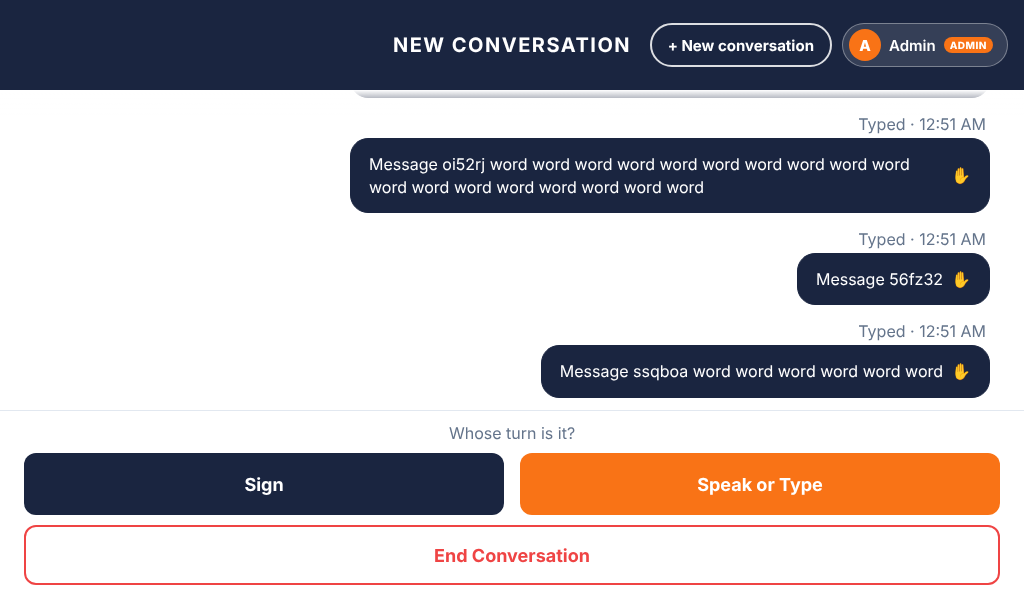 NEW CONVERSATION
+ New conversation
A
Admin ADMIN
Typed · 12:51 AM
Message oi52rj word word word word word word word word word word
word word word word word word word word
Typed · 12:51 AM
Message 56fz32
Typed · 12:51 AM
Message ssqboa word word word word word word
Whose turn is it?
Sign
Speak or Type
End Conversation